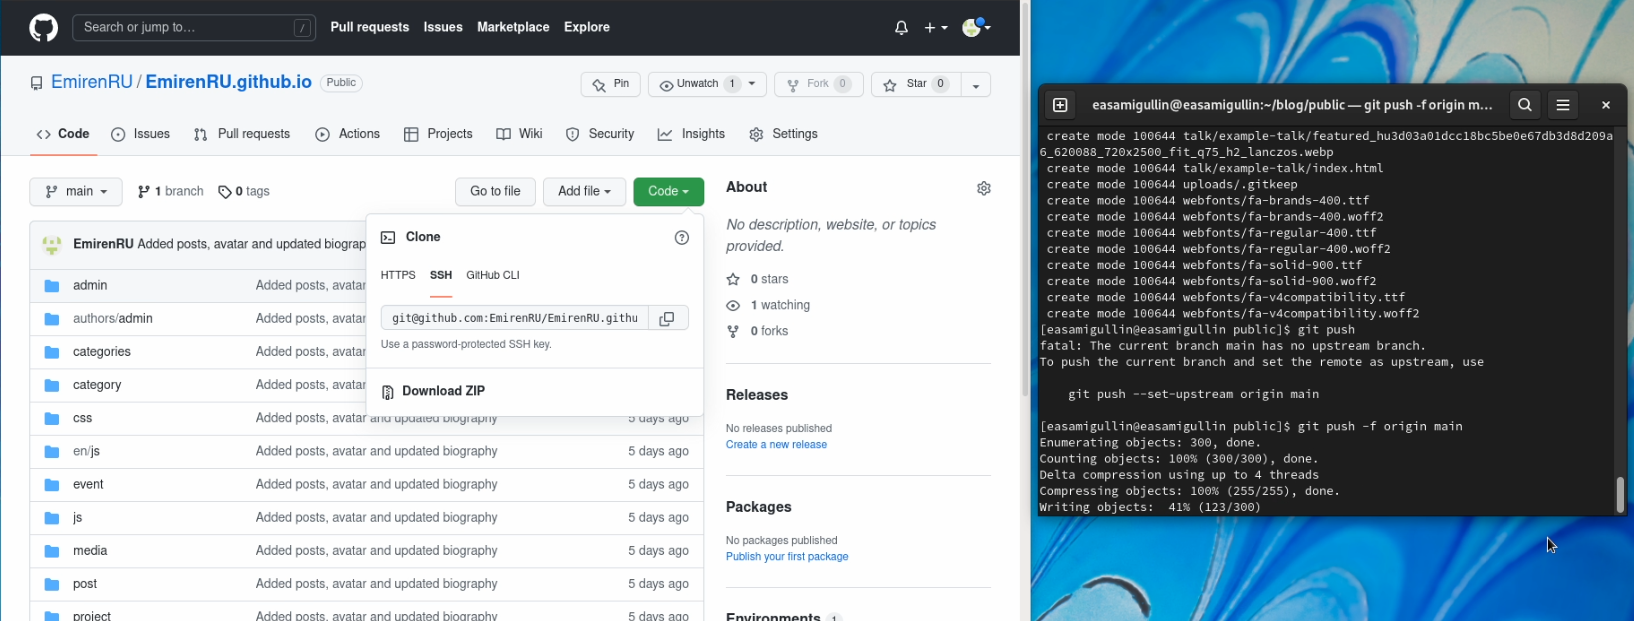 Search or jump to… /
Pull requests Issues Marketplace Explore
EmirenRU / EmirenRU.github.io Public
Pin Unwatch 1 Fork 0 Star 0
Code Issues Pull requests Actions Projects Wiki Security Insights Settings
main 1 branch 0 tags Go to file Add file Code
EmirenRU Added posts, avatar and updated biograp
admin Added posts, avatar
authors/admin Added posts, avatar
categories Added posts, avatar
category Added posts, avatar
css Added posts, avatar and updated biography 5 days ago
en/js Added posts, avatar and updated biography 5 days ago
event Added posts, avatar and updated biography 5 days ago
js Added posts, avatar and updated biography 5 days ago
media Added posts, avatar and updated biography 5 days ago
post Added posts, avatar and updated biography 5 days ago
project Added posts, avatar and updated biography 5 days ago
Clone
HTTPS SSH GitHub CLI
git@github.com:EmirenRU/EmirenRU.githu
Use a password-protected SSH key.
Download ZIP
About
No description, website, or topics
provided.
0 stars
1 watching
0 forks
Releases
No releases published
Create a new release
Packages
No packages published
Publish your first package
Environments 1
easamigullin@easamigullin:~/blog/public — git push -f origin m...
create mode 100644 talk/example-talk/featured_hu3d03a01dcc18bc5be0e67db3d8d209a
6_620088_720x2500_fit_q75_h2_lanczos.webp
create mode 100644 talk/example-talk/index.html
create mode 100644 uploads/.gitkeep
create mode 100644 webfonts/fa-brands-400.ttf
create mode 100644 webfonts/fa-brands-400.woff2
create mode 100644 webfonts/fa-regular-400.ttf
create mode 100644 webfonts/fa-regular-400.woff2
create mode 100644 webfonts/fa-solid-900.ttf
create mode 100644 webfonts/fa-solid-900.woff2
create mode 100644 webfonts/fa-v4compatibility.ttf
create mode 100644 webfonts/fa-v4compatibility.woff2
[easamigullin@easamigullin public]$ git push
fatal: The current branch main has no upstream branch.
To push the current branch and set the remote as upstream, use
git push --set-upstream origin main
[easamigullin@easamigullin public]$ git push -f origin main
Enumerating objects: 300, done.
Counting objects: 100% (300/300), done.
Delta compression using up to 4 threads
Compressing objects: 100% (255/255), done.
Writing objects: 41% (123/300)